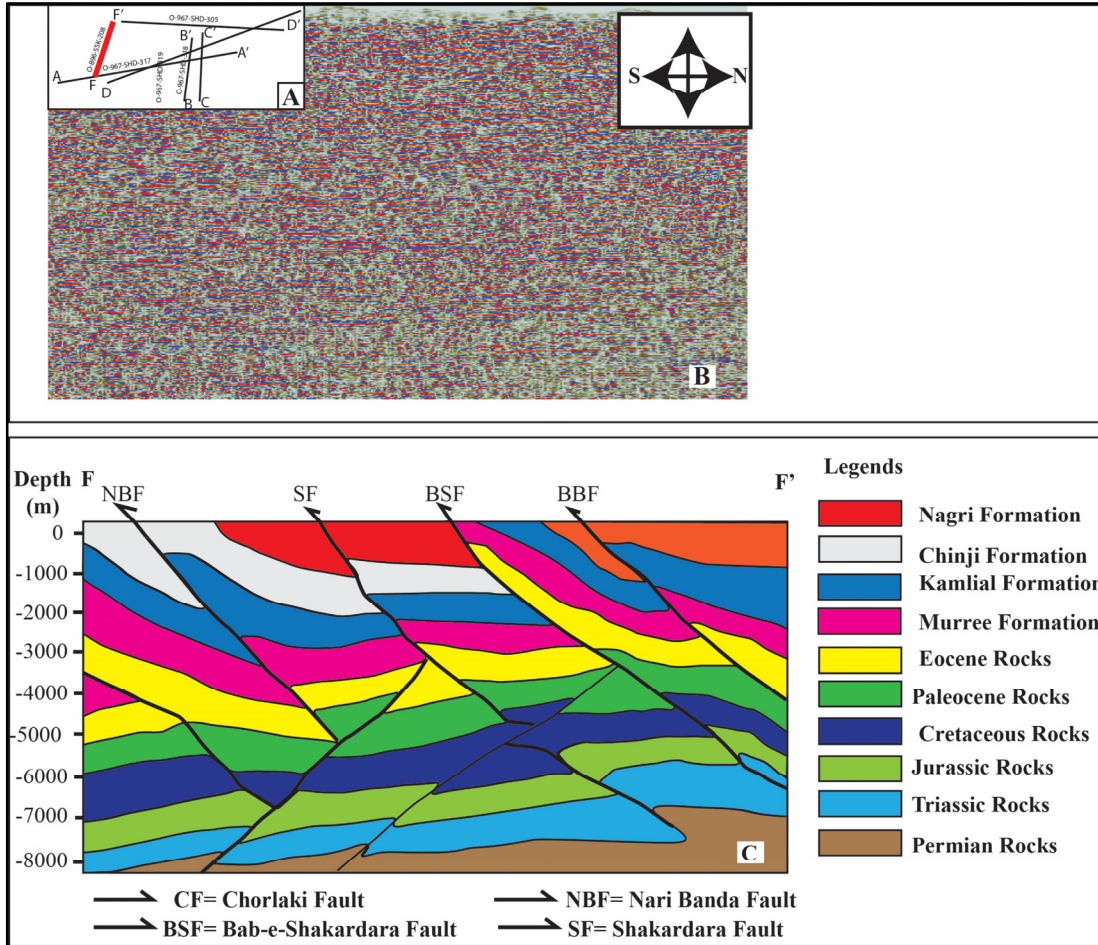 F'
O-967-SHD-305
D'
B'
C'
A'
O-896-SSK-208
O-967-SHD-317
A
F
D
B
C
A
S
N
B
Depth
(m)
F
NBF
SF
BSF
BBF
F’
0
-1000
-2000
-3000
-4000
-5000
-6000
-7000
-8000
C
Legends
Nagri Formation
Chinji Formation
Kamlial Formation
Murree Formation
Eocene Rocks
Paleocene Rocks
Cretaceous Rocks
Jurassic Rocks
Triassic Rocks
Permian Rocks
CF= Chorlaki Fault
NBF= Nari Banda Fault
BSF= Bab-e-Shakardara Fault
SF= Shakardara Fault